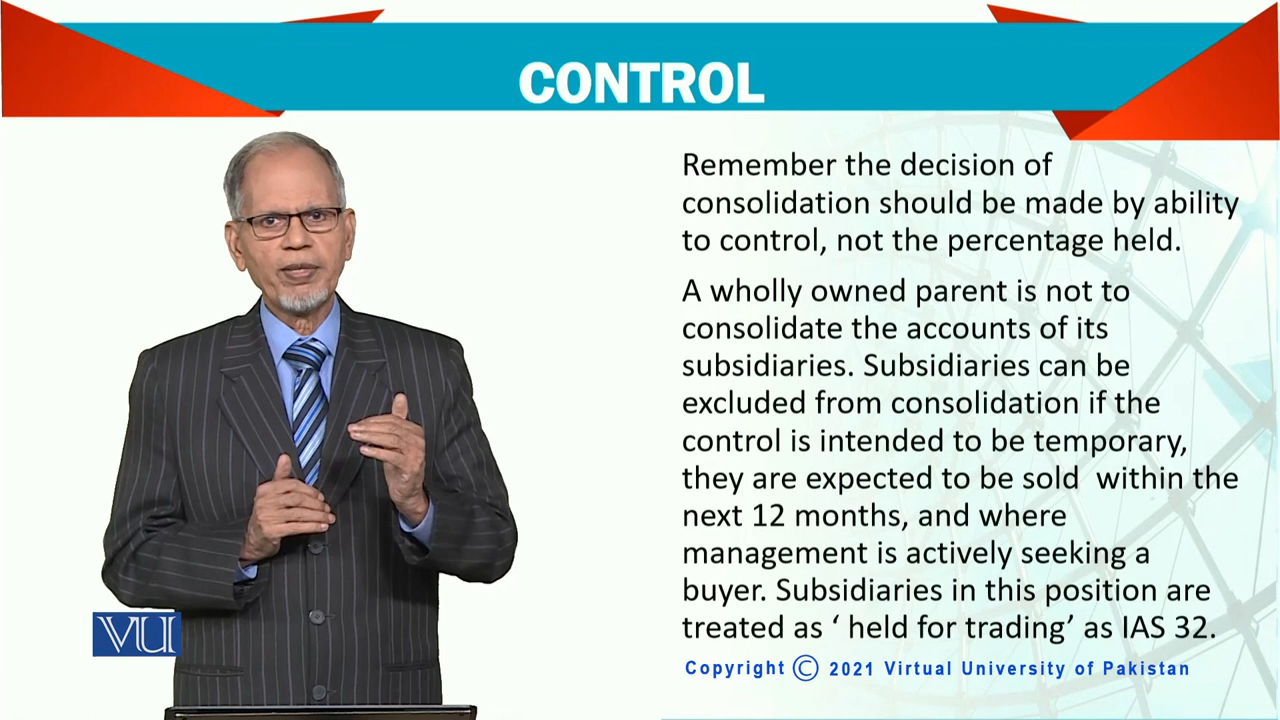 CONTROL
Remember the decision of
consolidation should be made by ability
to control, not the percentage held.
A wholly owned parent is not to
consolidate the accounts of its
subsidiaries. Subsidiaries can be
excluded from consolidation if the
control is intended to be temporary,
they are expected to be sold  within the
next 12 months, and where
management is actively seeking a
buyer. Subsidiaries in this position are
treated as ‘ held for trading’ as IAS 32.
VU
Copyright © 2021 Virtual University of Pakistan